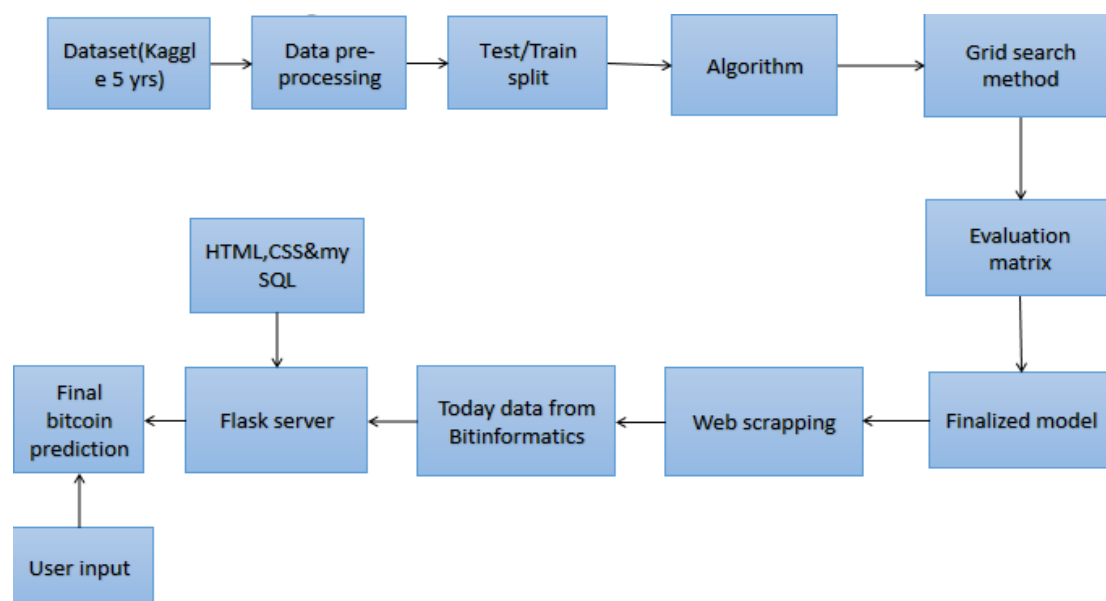 Dataset(Kaggl
e 5 yrs)
Data pre-
processing
Test/Train
split
Algorithm
Grid search
method
HTML,CSS&my
SQL
Evaluation
matrix
Final
bitcoin
prediction
Flask server
Today data from
Bitinformatics
Web scrapping
Finalized model
User input